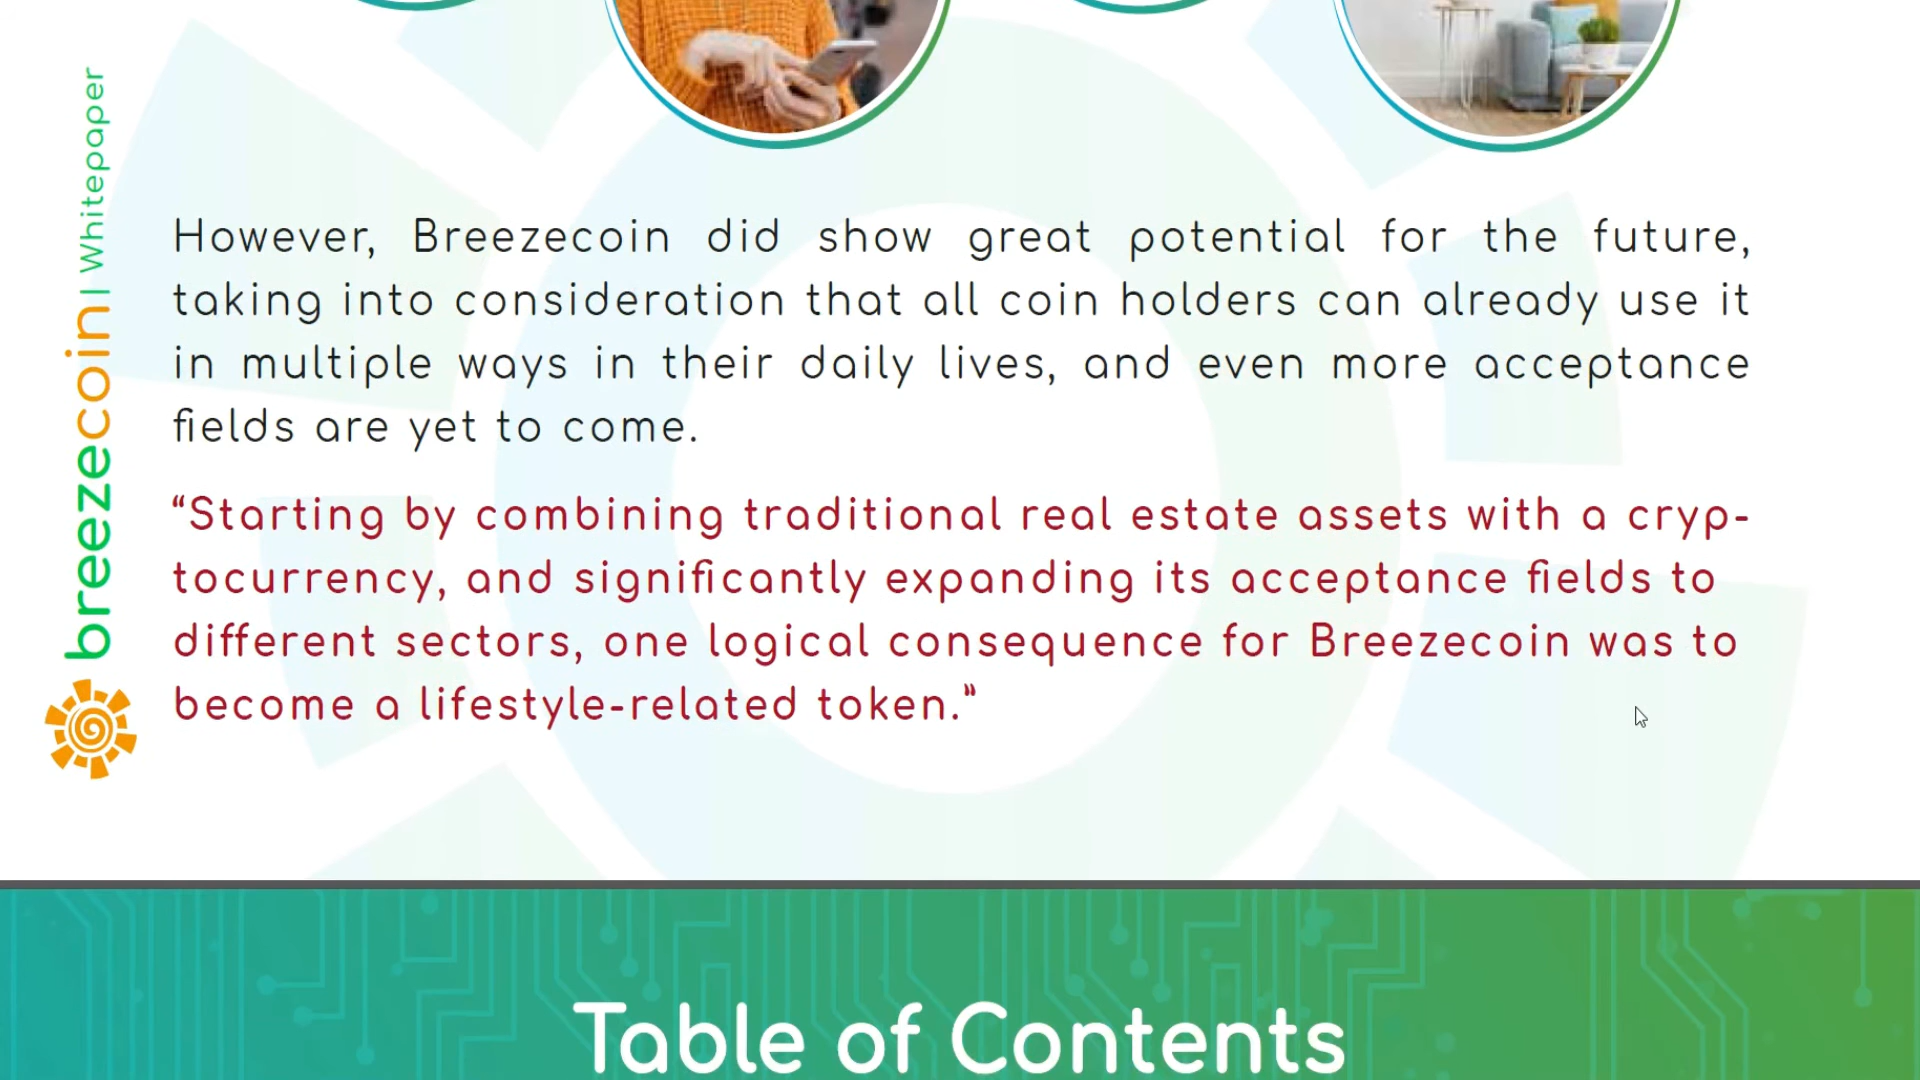 breezecoin | Whitepaper
However, Breezecoin did show great potential for the future,
taking into consideration that all coin holders can already use it
in multiple ways in their daily lives, and even more acceptance
fields are yet to come.
“Starting by combining traditional real estate assets with a cryp-
tocurrency, and significantly expanding its acceptance fields to
different sectors, one logical consequence for Breezecoin was to
become a lifestyle-related token.”
Table of Contents